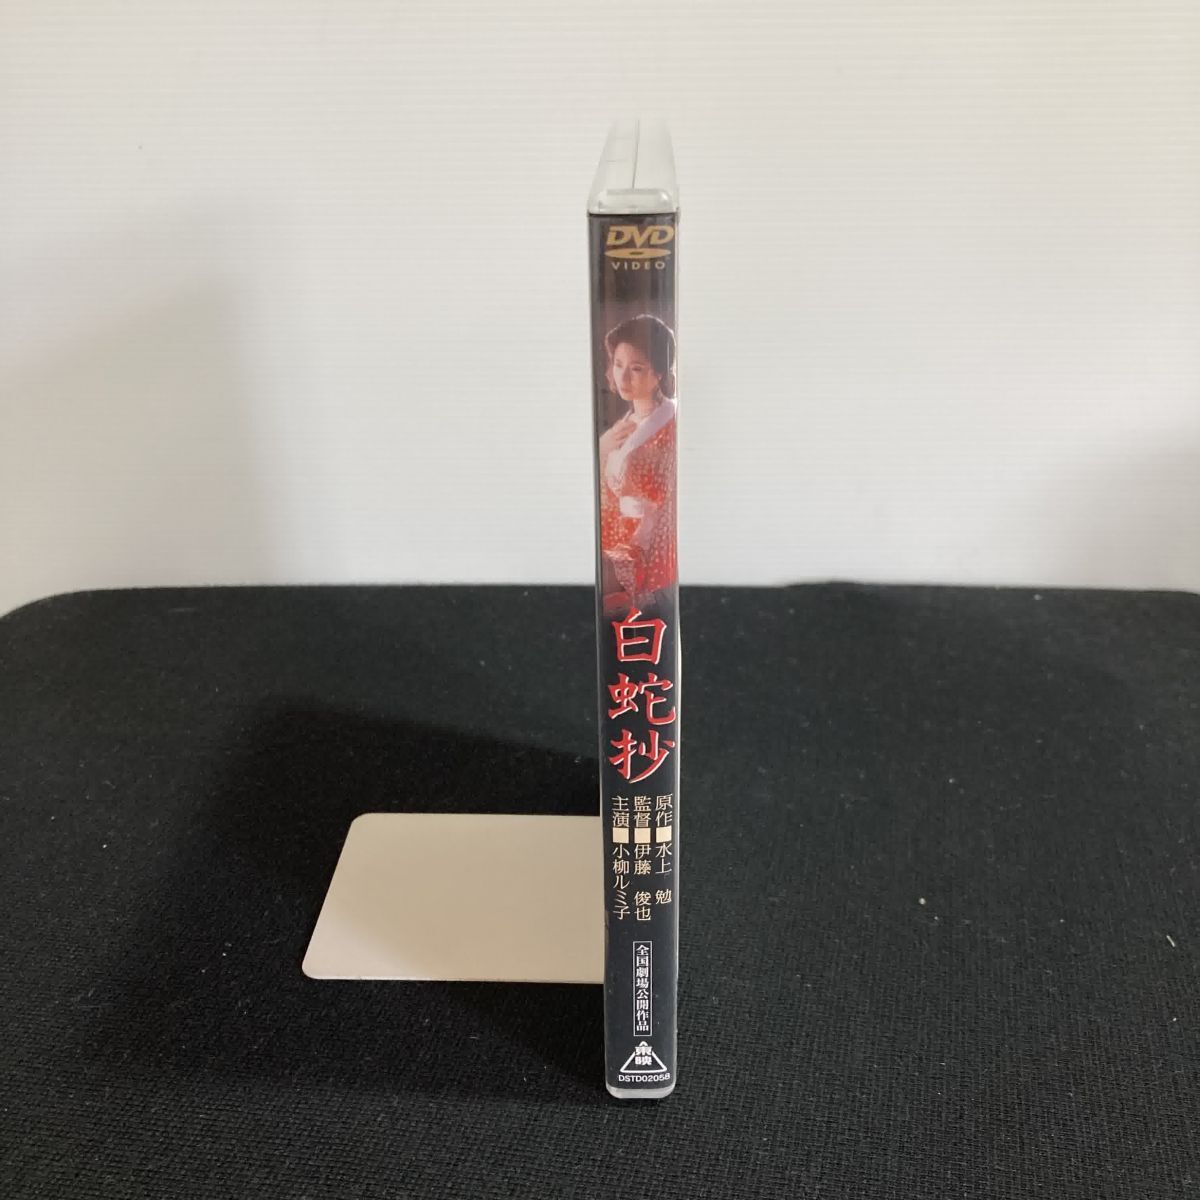 DVD
VIDEO
白蛇抄
原作■水上 勉
監督■伊藤 俊也
主演■小柳ルミ子
全国劇場公開作品
東映
DSTD02058